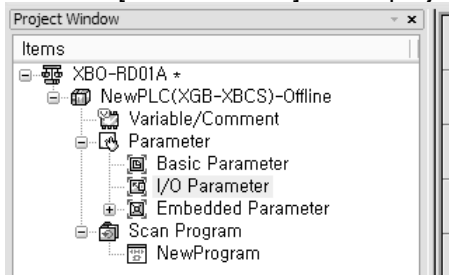 Project Window
Items
XBO-RD01A *
NewPLC(XGB-XBCS)-Offline
Variable/Comment
Parameter
Basic Parameter
I/O Parameter
Embedded Parameter
Scan Program
NewProgram